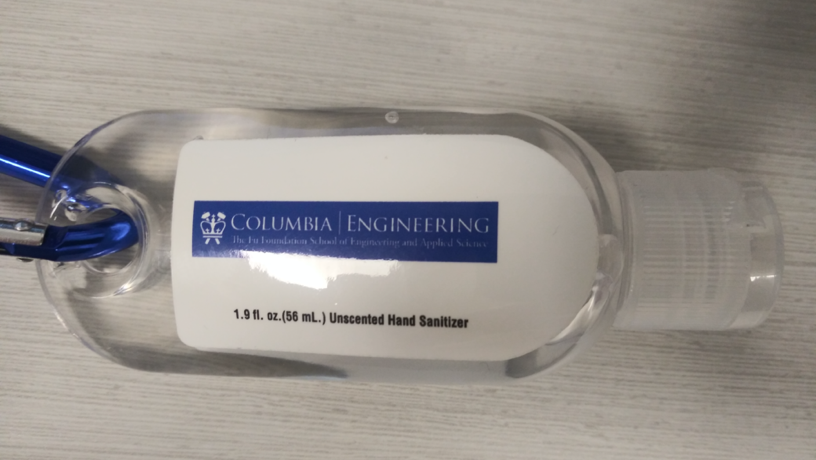 COLUMBIA | ENGINEERING
The Fu Foundation School of Engineering and Applied Science
1.9 fl. oz.(56 mL.) Unscented Hand Sanitizer